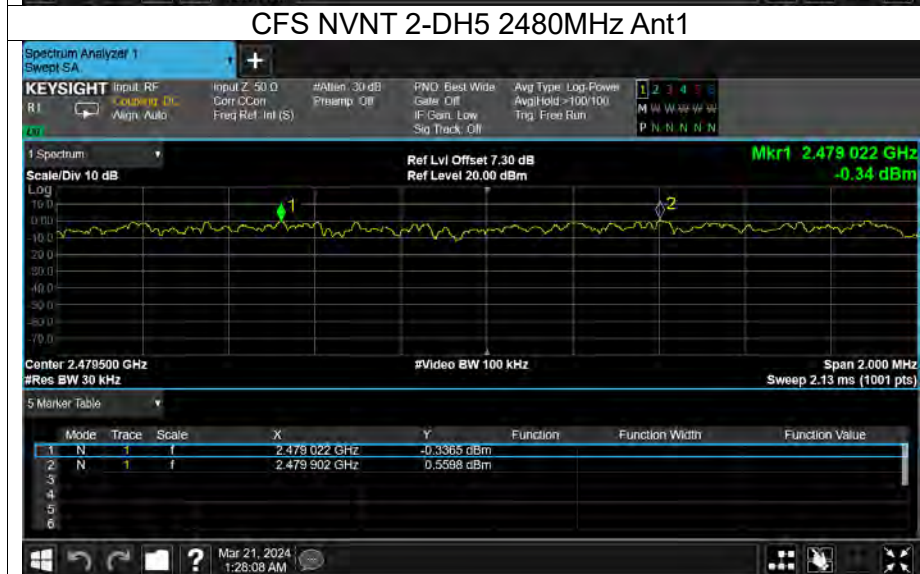 CFS NVNT 2-DH5 2480MHz Ant1
Spectrum Analyzer 1
Swept SA
+
KEYSIGHT Input: RF Input Z: 50 Ω #Atten: 30 dB PNO: Best Wide Avg Type: Log-Power 1 2 3 4 5 6
R L Coupling: DC Corr CCorr Preamp: Off Gate: Off Avg|Hold:>100/100 M W W W W W
Align: Auto Freq Ref: Int (S) IF Gain: Low Trig: Free Run
Sig Track: Off P N N N N N
1 Spectrum Ref Lvl Offset 7.30 dB Mkr1 2.479 022 GHz
Scale/Div 10 dB Ref Level 20.00 dBm -0.34 dBm
Log
10.0
0.00
-10.0
-20.0
-30.0
-40.0
-50.0
-60.0
-70.0
1
2
Center 2.479500 GHz #Video BW 100 kHz Span 2.000 MHz
#Res BW 30 kHz Sweep 2.13 ms (1001 pts)
5 Marker Table
Mode Trace Scale X Y Function Function Width Function Value
1 N 1 f 2.479 022 GHz -0.3365 dBm
2 N 1 f 2.479 902 GHz 0.5598 dBm
3
4
5
6
? Mar 21, 2024
1:28:08 AM